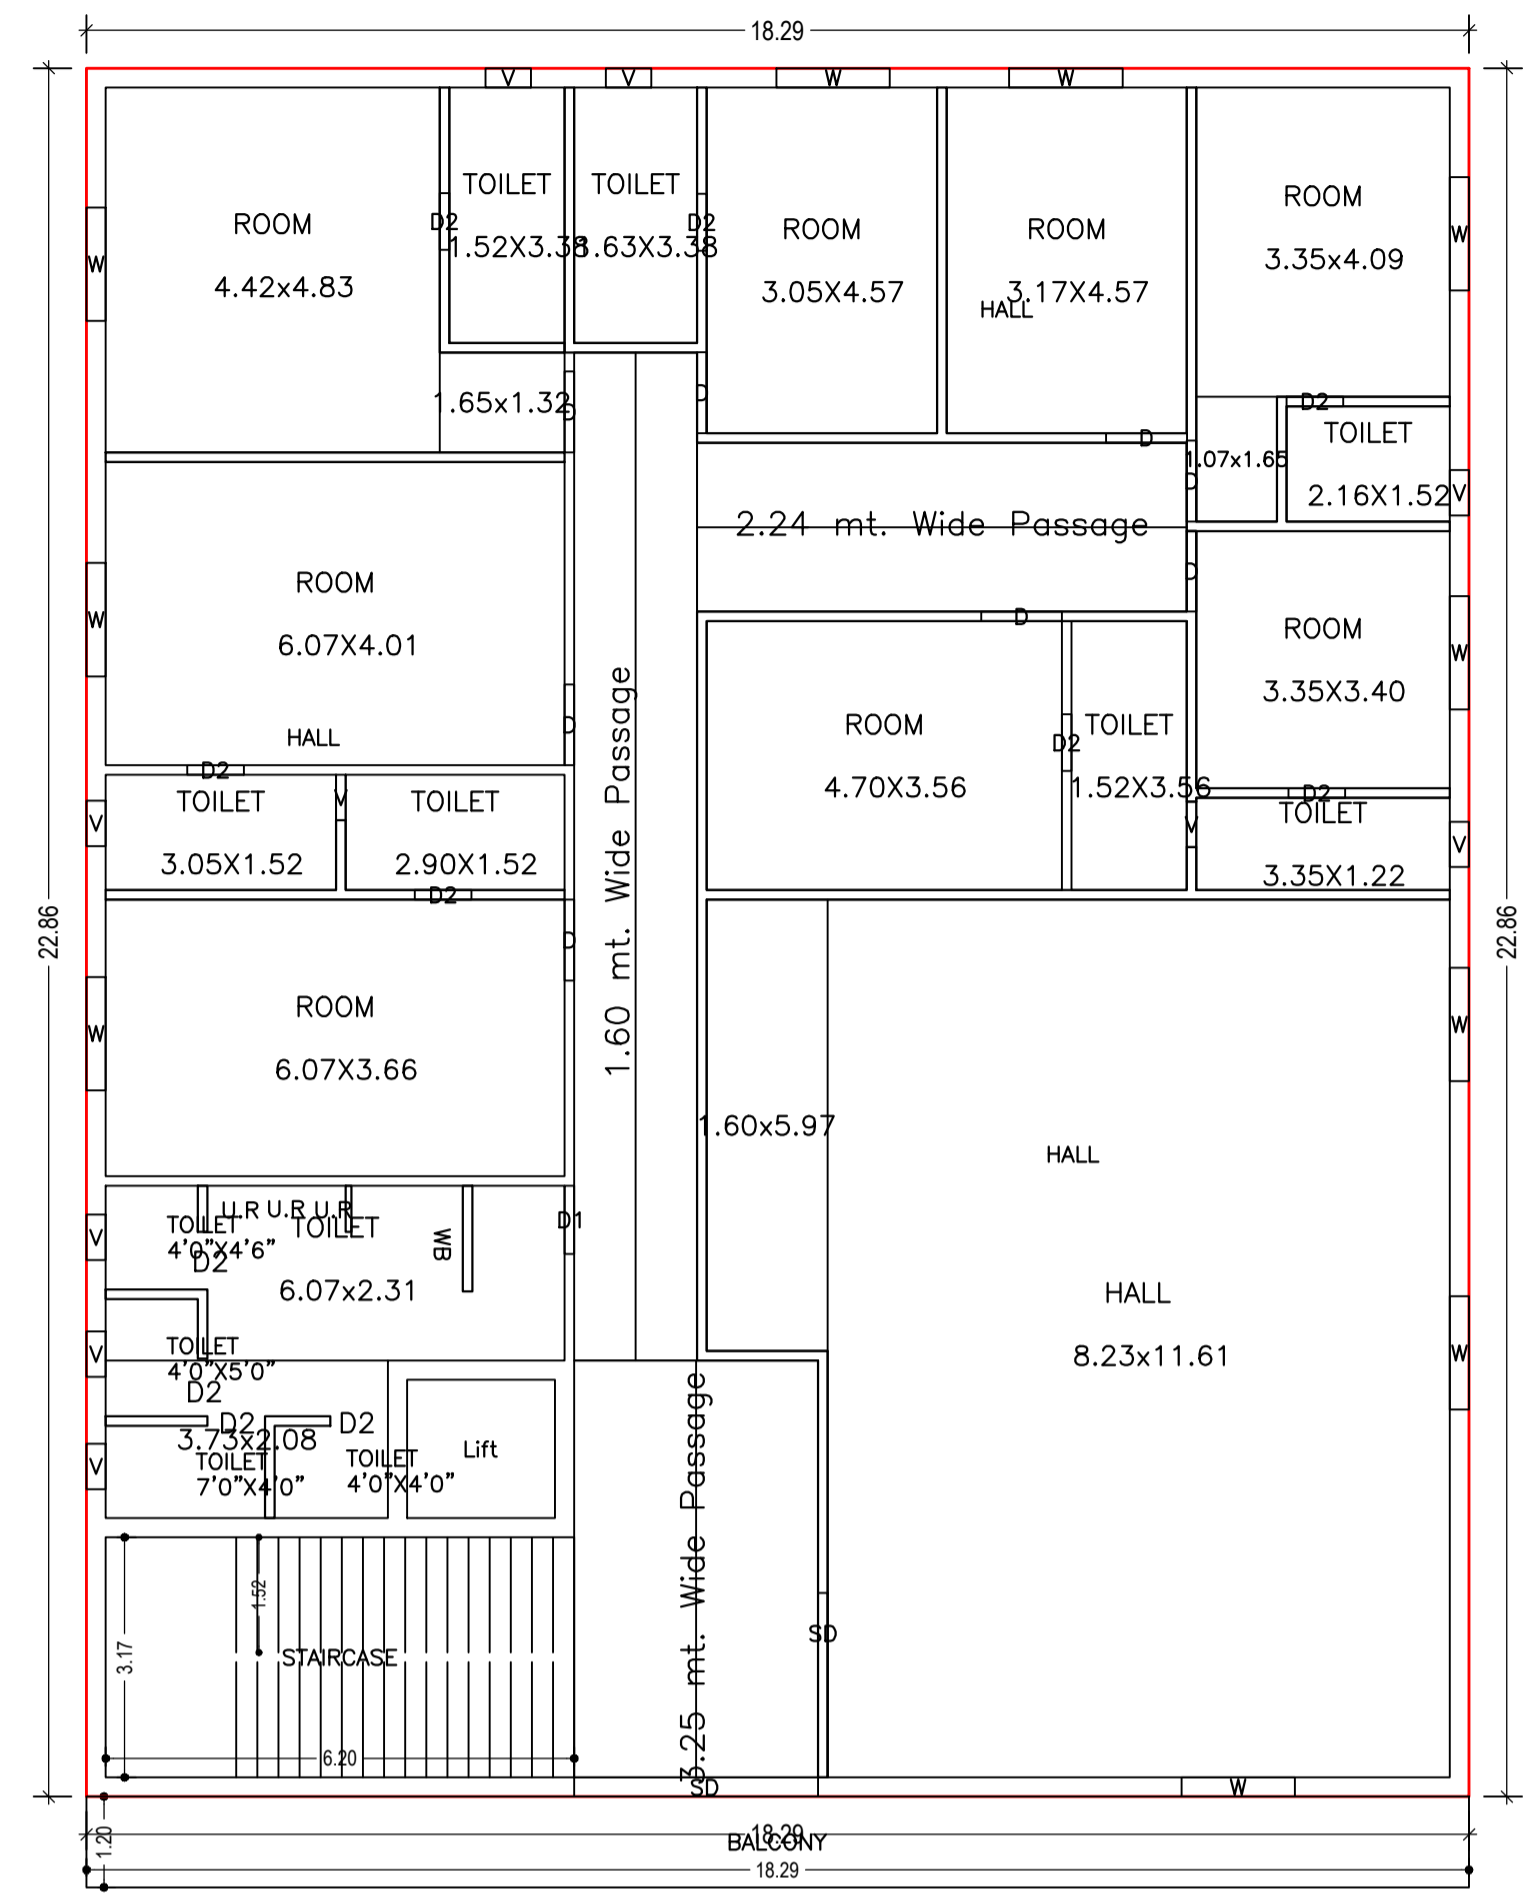 18.29
V
V
W
W
ROOM
4.42x4.83
W
D2
TOILET
1.52X3.38
TOILET
1.63X3.38
D2
ROOM
3.05X4.57
ROOM
3.17X4.57
HALL
ROOM
3.35x4.09
W
1.65x1.32
D
D
D
D2
TOILET
2.16X1.52
V
1.07x1.65
D
2.24 mt. Wide Passage
D
ROOM
6.07X4.01
W
HALL
D
D2
1.60 mt. Wide Passage
D
ROOM
4.70X3.56
D2
TOILET
1.52X3.56
V
ROOM
3.35X3.40
W
D2
TOILET
3.35X1.22
V
TOILET
3.05X1.52
V
V
TOILET
2.90X1.52
D2
22.86
22.86
D
ROOM
6.07X3.66
W
1.60x5.97
HALL
W
HALL
8.23x11.61
W
U.R U.R U.R
TOILET
4'0"X4'6"
D2
TOILET
6.07x2.31
WB
D1
V
TOILET
4'0"X5'0"
D2
V
D2
D2
3.73x2.08
TOILET
7'0"X4'0"
TOILET
4'0"X4'0"
V
Lift
3.25 mt. Wide Passage
SD
1.52
3.17
STAIRCASE
6.20
SD
W
1.20
18.29
BALCONY
18.29